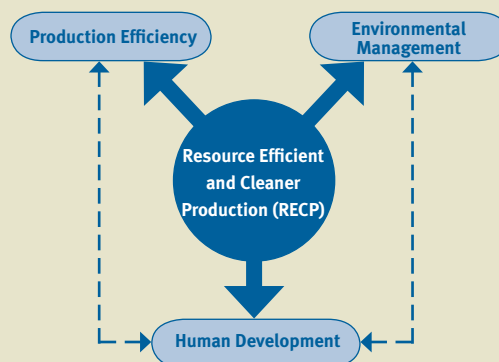 Production Efficiency
Environmental
Management
Resource Efficient
and Cleaner
Production (RECP)
Human Development